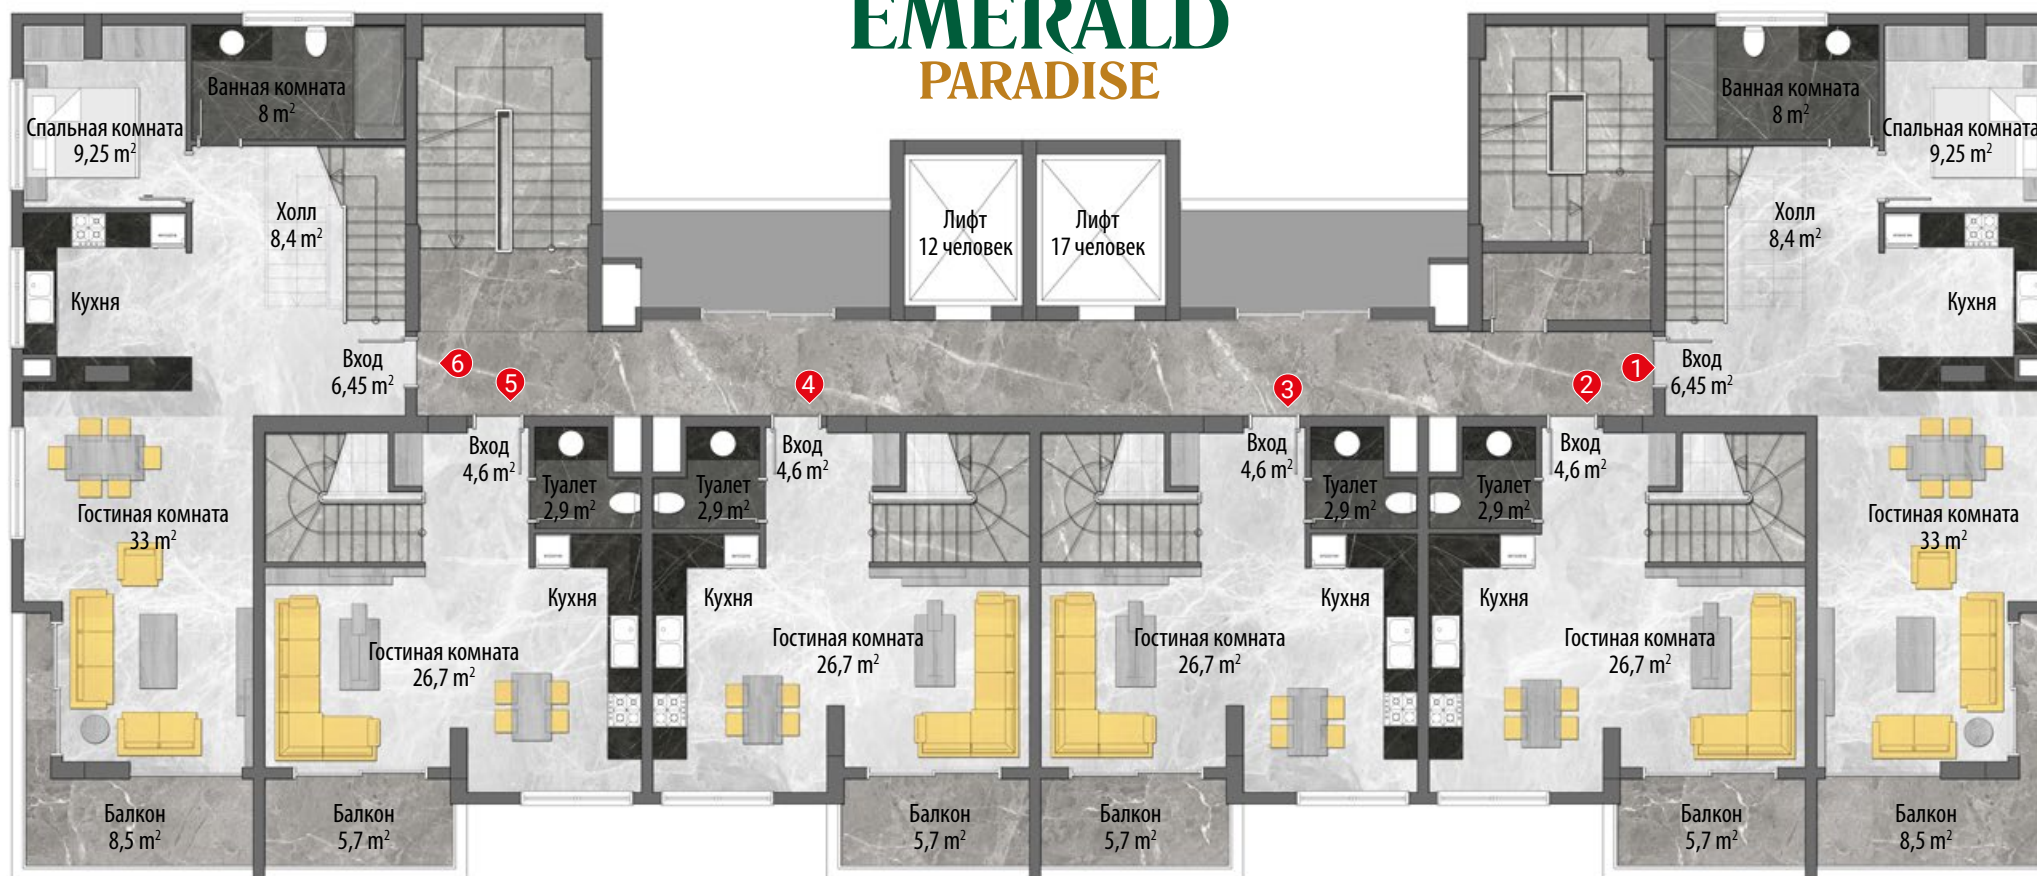 EMERALD
PARADISE
Ванная комната
8 m²
Спальная комната
9,25 m²
Холл
8,4 m²
Кухня
Вход
6,45 m²
Лифт
12 человек
Лифт
17 человек
Ванная комната
8 m²
Спальная комната
9,25 m²
Холл
8,4 m²
Кухня
Вход
6,45 m²
6
5
4
3
2
1
Гостиная комната
33 m²
Вход
4,6 m²
Туалет
2,9 m²
Кухня
Гостиная комната
26,7 m²
Туалет
2,9 m²
Вход
4,6 m²
Кухня
Гостиная комната
26,7 m²
Вход
4,6 m²
Туалет
2,9 m²
Кухня
Гостиная комната
26,7 m²
Туалет
2,9 m²
Вход
4,6 m²
Кухня
Гостиная комната
26,7 m²
Гостиная комната
33 m²
Балкон
8,5 m²
Балкон
5,7 m²
Балкон
5,7 m²
Балкон
5,7 m²
Балкон
5,7 m²
Балкон
8,5 m²